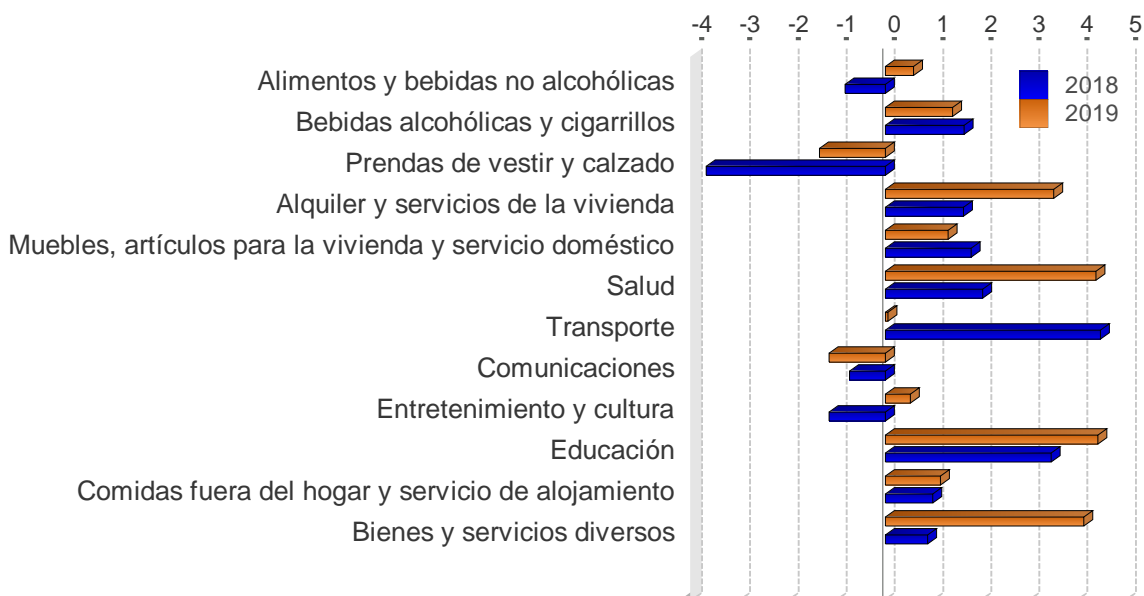 -4 -3 -2 -1 0 1 2 3 4 5
Alimentos y bebidas no alcohólicas
2018
Bebidas alcohólicas y cigarrillos
2019
Prendas de vestir y calzado
Alquiler y servicios de la vivienda
Muebles, artículos para la vivienda y servicio doméstico
Salud
Transporte
Comunicaciones
Entretenimiento y cultura
Educación
Comidas fuera del hogar y servicio de alojamiento
Bienes y servicios diversos